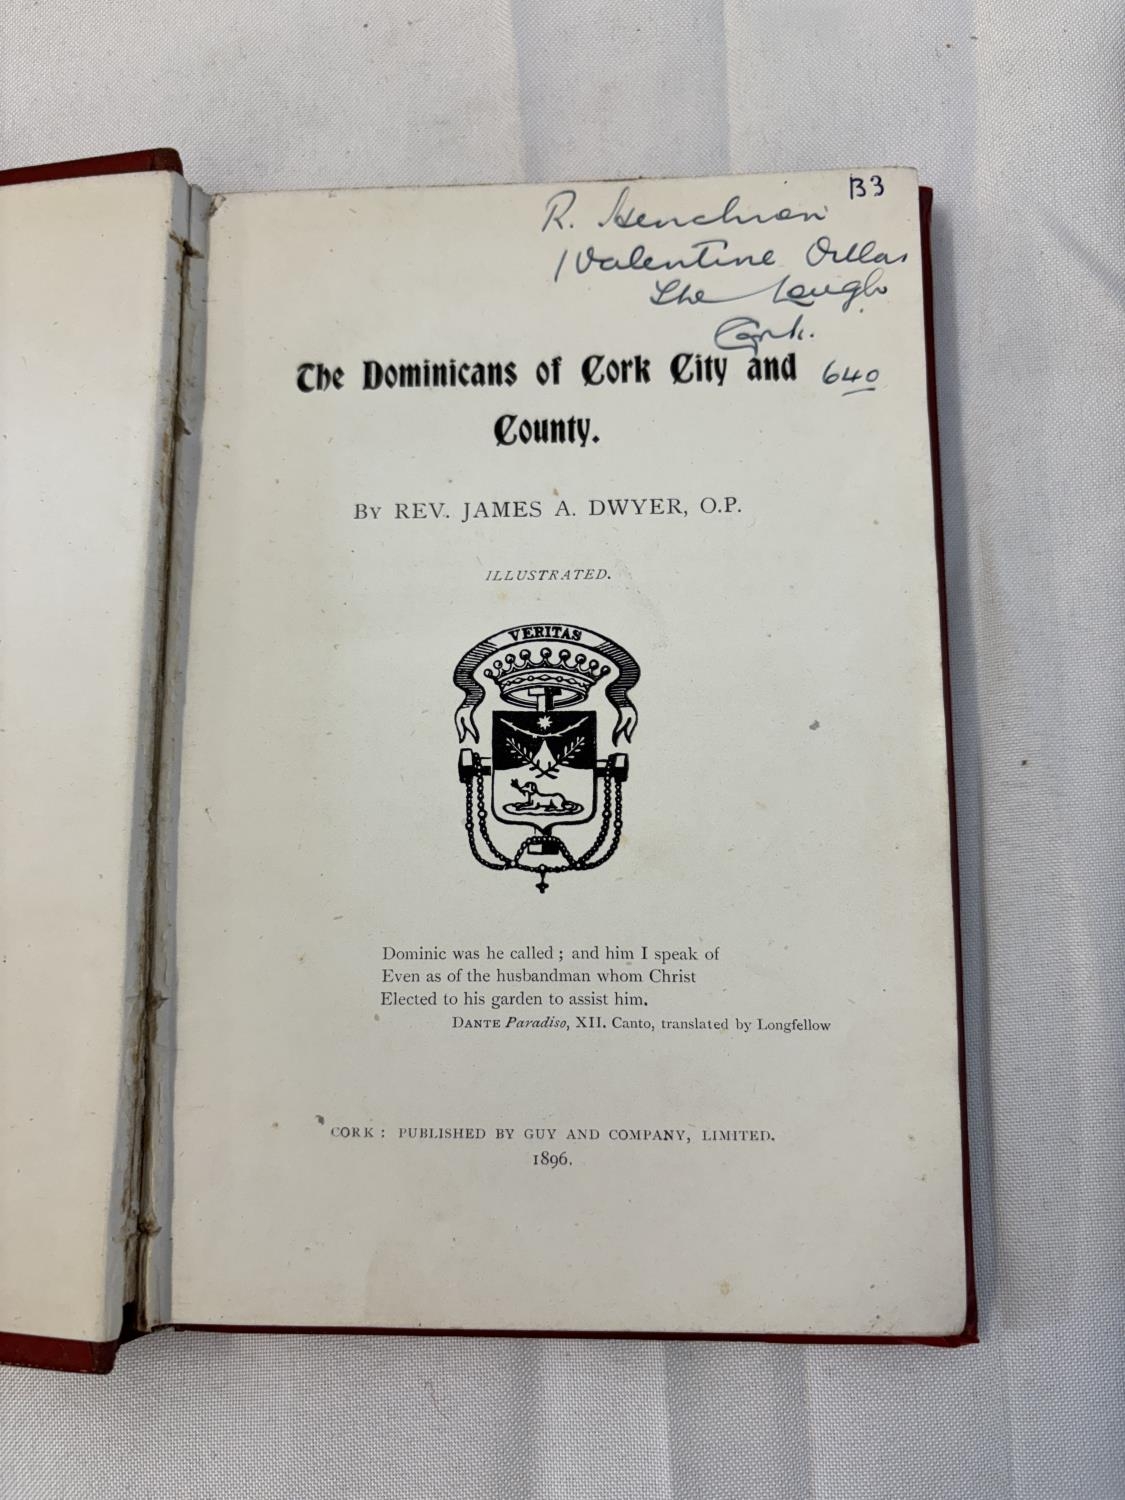 B3
R. Henchion
1 Valentine Villas
The Lough
Cork.
The Dominicans of Cork City and
640
County.
By REV. JAMES A. DWYER, O.P.
ILLUSTRATED.
VERITAS
Dominic was he called ; and him I speak of
Even as of the husbandman whom Christ
Elected to his garden to assist him.
DANTE Paradiso, XII. Canto, translated by Longfellow
CORK : PUBLISHED BY GUY AND COMPANY, LIMITED.
1896.